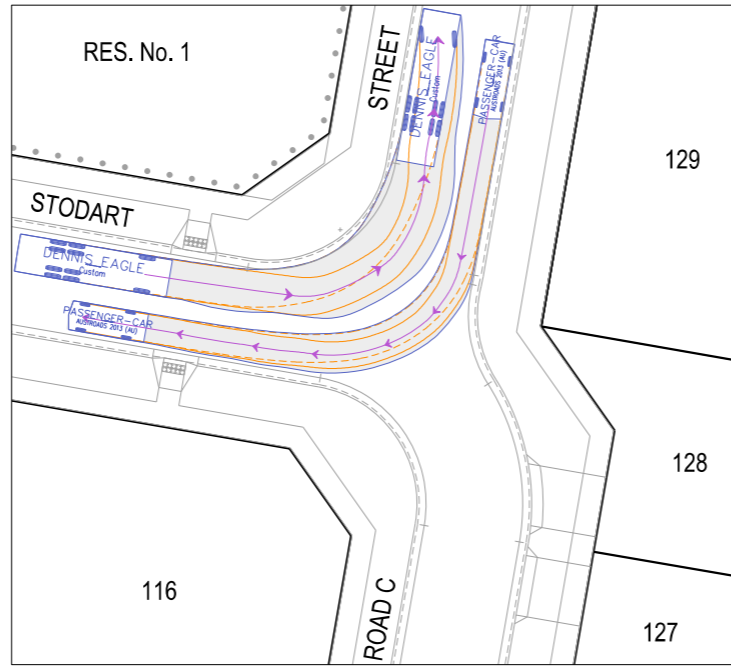 RES. No. 1
STREET
DENNIS_EAGLE
Custom
PASSENGER-CAR
AUSTROADS 2013 (AU)
129
STODART
DENNIS_EAGLE
Custom
PASSENGER-CAR
AUSTROADS 2013 (AU)
128
116
ROAD C
127